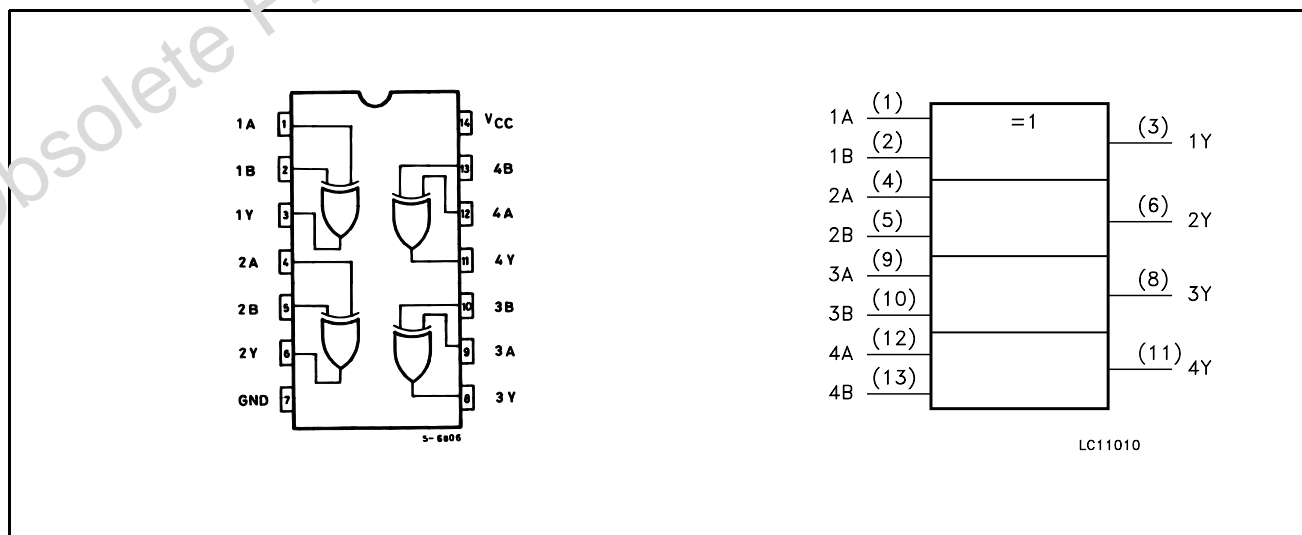 obsolete P
1A 1 14 VCC
1B 2 13 4B
1Y 3 12 4A
2A 4 11 4Y
2B 5 10 3B
2Y 6 9 3A
GND 7 8 3Y
S-6806
=1
1A (1)
1B (2)
2A (4)
2B (5)
3A (9)
3B (10)
4A (12)
4B (13)
(3) 1Y
(6) 2Y
(8) 3Y
(11) 4Y
LC11010